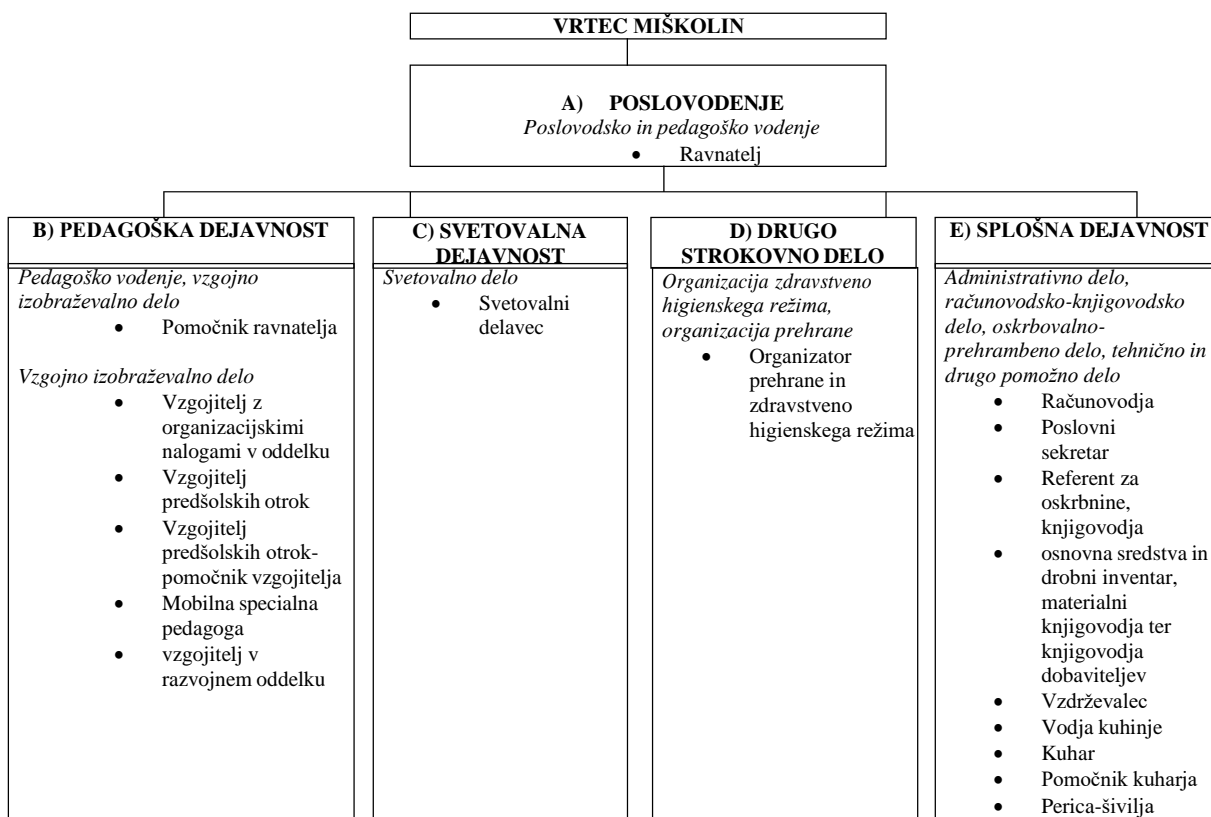 VRTEC MIŠKOLIN
A) POSLOVODENJE
Poslovodsko in pedagoško vodenje
• Ravnatelj
B) PEDAGOŠKA DEJAVNOST
Pedagoško vodenje, vzgojno
izobraževalno delo
• Pomočnik ravnatelja
Vzgojno izobraževalno delo
• Vzgojitelj z
organizacijskimi
nalogami v oddelku
• Vzgojitelj
predšolskih otrok
• Vzgojitelj
predšolskih otrok-
pomočnik vzgojitelja
• Mobilna specialna
pedagoga
• vzgojitelj v
razvojnem oddelku
C) SVETOVALNA
DEJAVNOST
Svetovalno delo
• Svetovalni
delavec
D) DRUGO
STROKOVNO DELO
Organizacija zdravstveno
higienskega režima,
organizacija prehrane
• Organizator
prehrane in
zdravstveno
higienskega režima
E) SPLOŠNA DEJAVNOST
Administrativno delo,
računovodsko-knjigovodsko
delo, oskrbovalno-
prehrambeno delo, tehnično in
drugo pomožno delo
• Računovodja
• Poslovni
sekretar
• Referent za
oskrbnine,
knjigovodja
• osnovna sredstva in
drobni inventar,
materialni
knjigovodja ter
knjigovodja
dobaviteljev
• Vzdrževalec
• Vodja kuhinje
• Kuhar
• Pomočnik kuharja
• Perica-šivilja